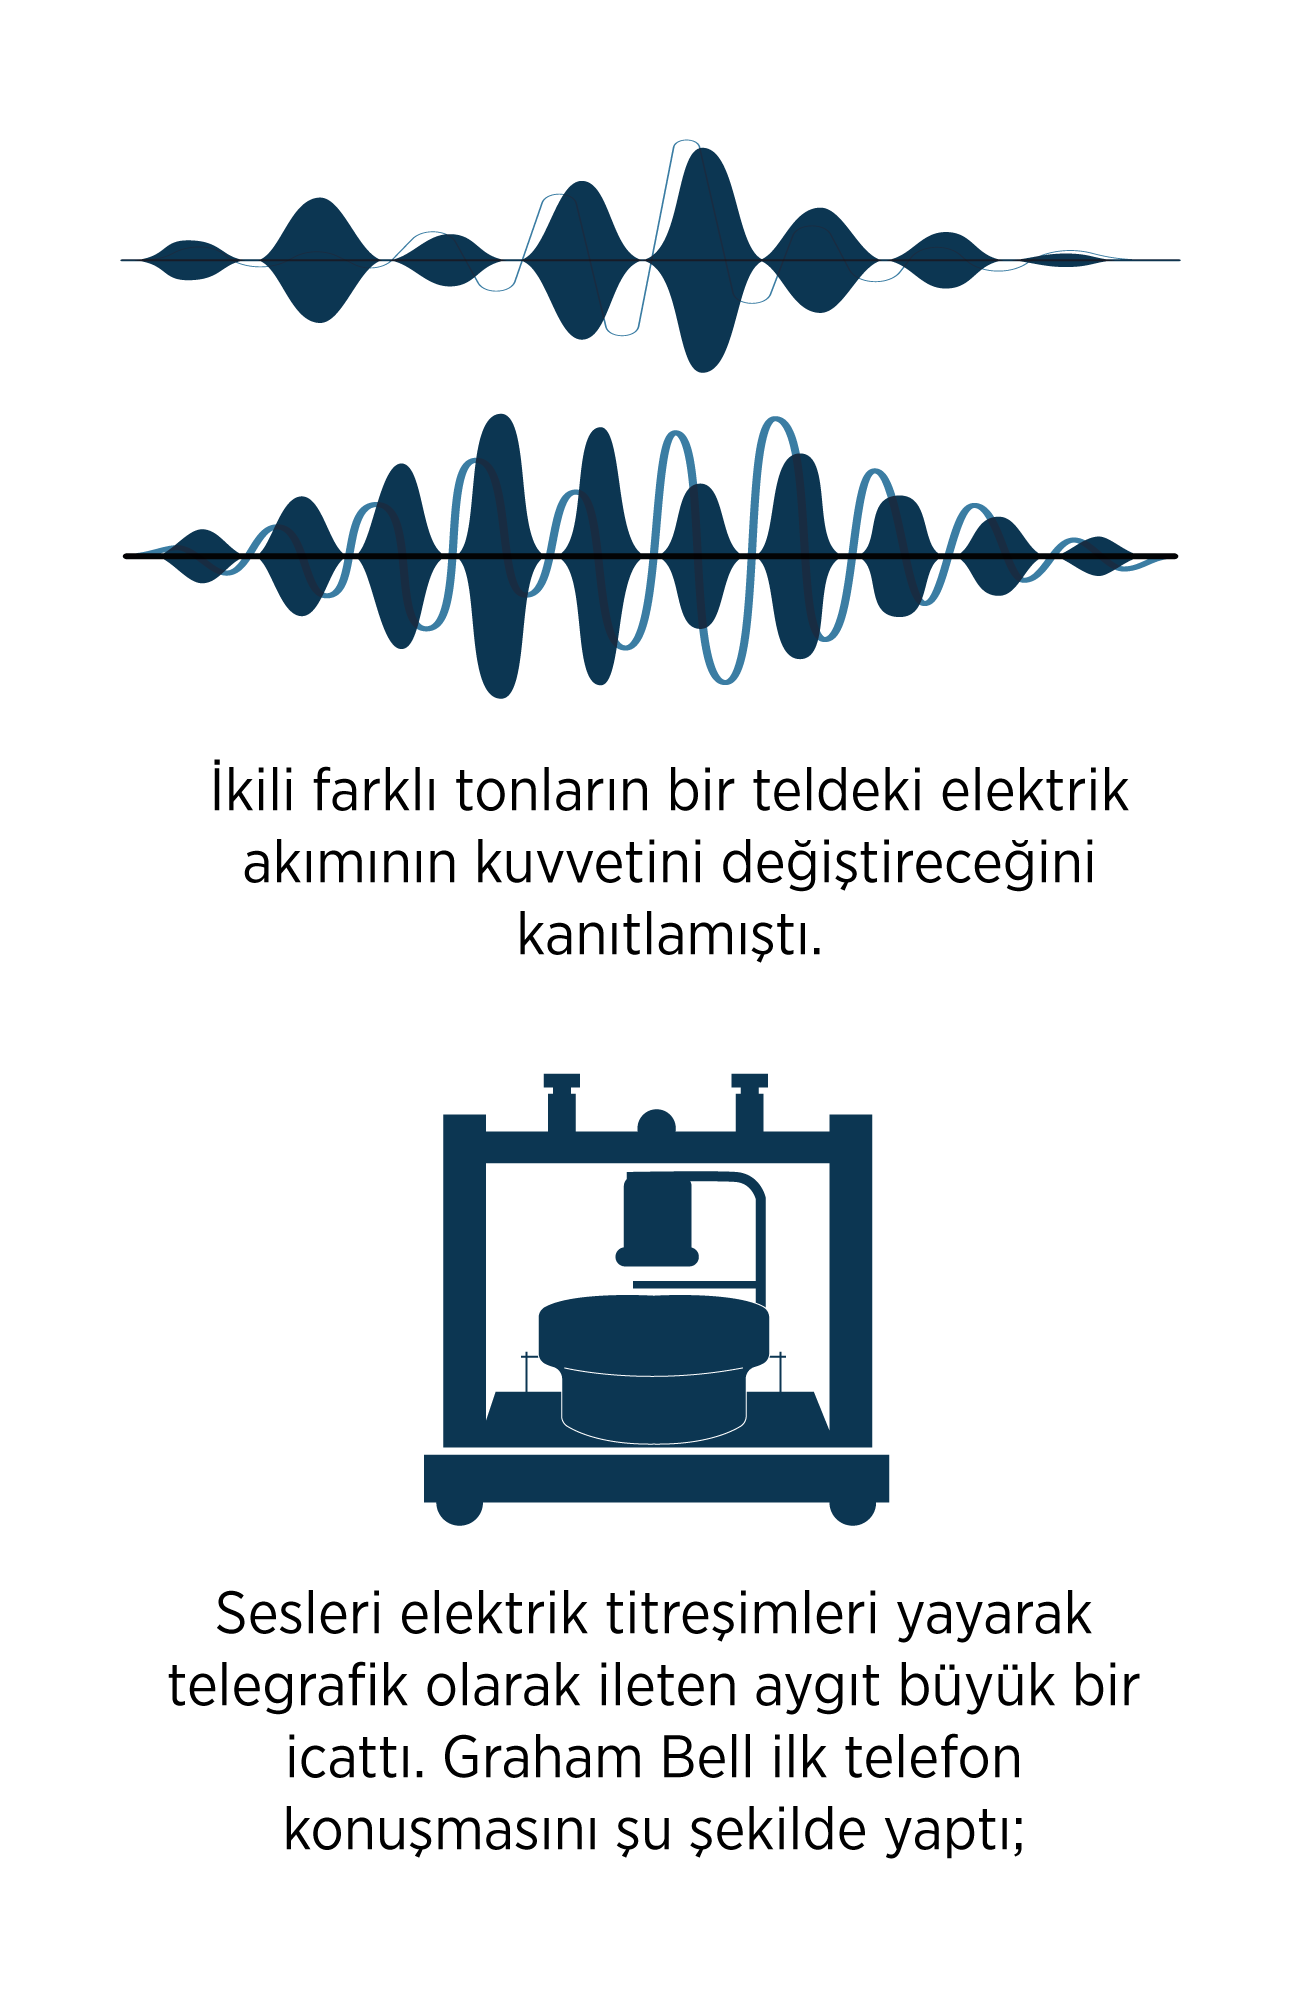 İkili farklı tonların bir teldeki elektrik
akımının kuvvetini değiştireceğini
kanıtlamıştı.
Sesleri elektrik titreşimleri yayarak
telegrafik olarak ileten aygıt büyük bir
icattı. Graham Bell ilk telefon
konuşmasını şu şekilde yaptı;